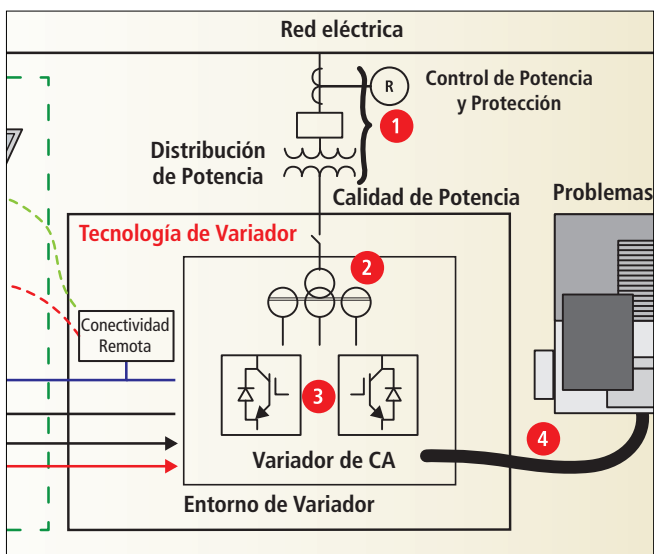 Red eléctrica
R
Control de Potencia
y Protección
1
Distribución
de Potencia
Calidad de Potencia
Problemas
Tecnología de Variador
2
Conectividad
Remota
3
4
Variador de CA
Entorno de Variador